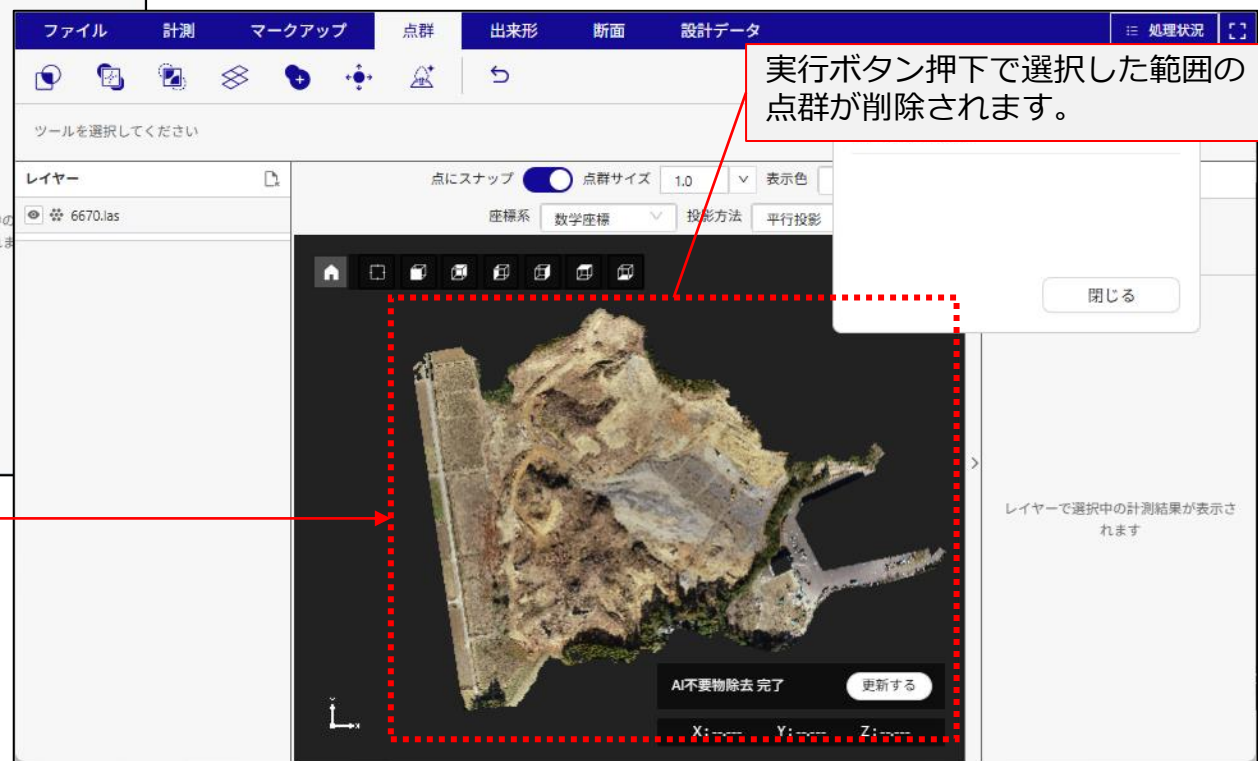 ファイル 計測 マークアップ 点群 出来形 断面 設計データ 処理状況
実行ボタン押下で選択した範囲の
点群が削除されます。
ツールを選択してください
レイヤー
点にスナップ 点群サイズ 1.0 表示色
6670.las
座標系 数学座標 投影方法 平行投影
閉じる
レイヤーで選択中の計測結果が表示さ
れます
AI不要物除去 完了 更新する
X:--.--- Y:--.--- Z:--.---